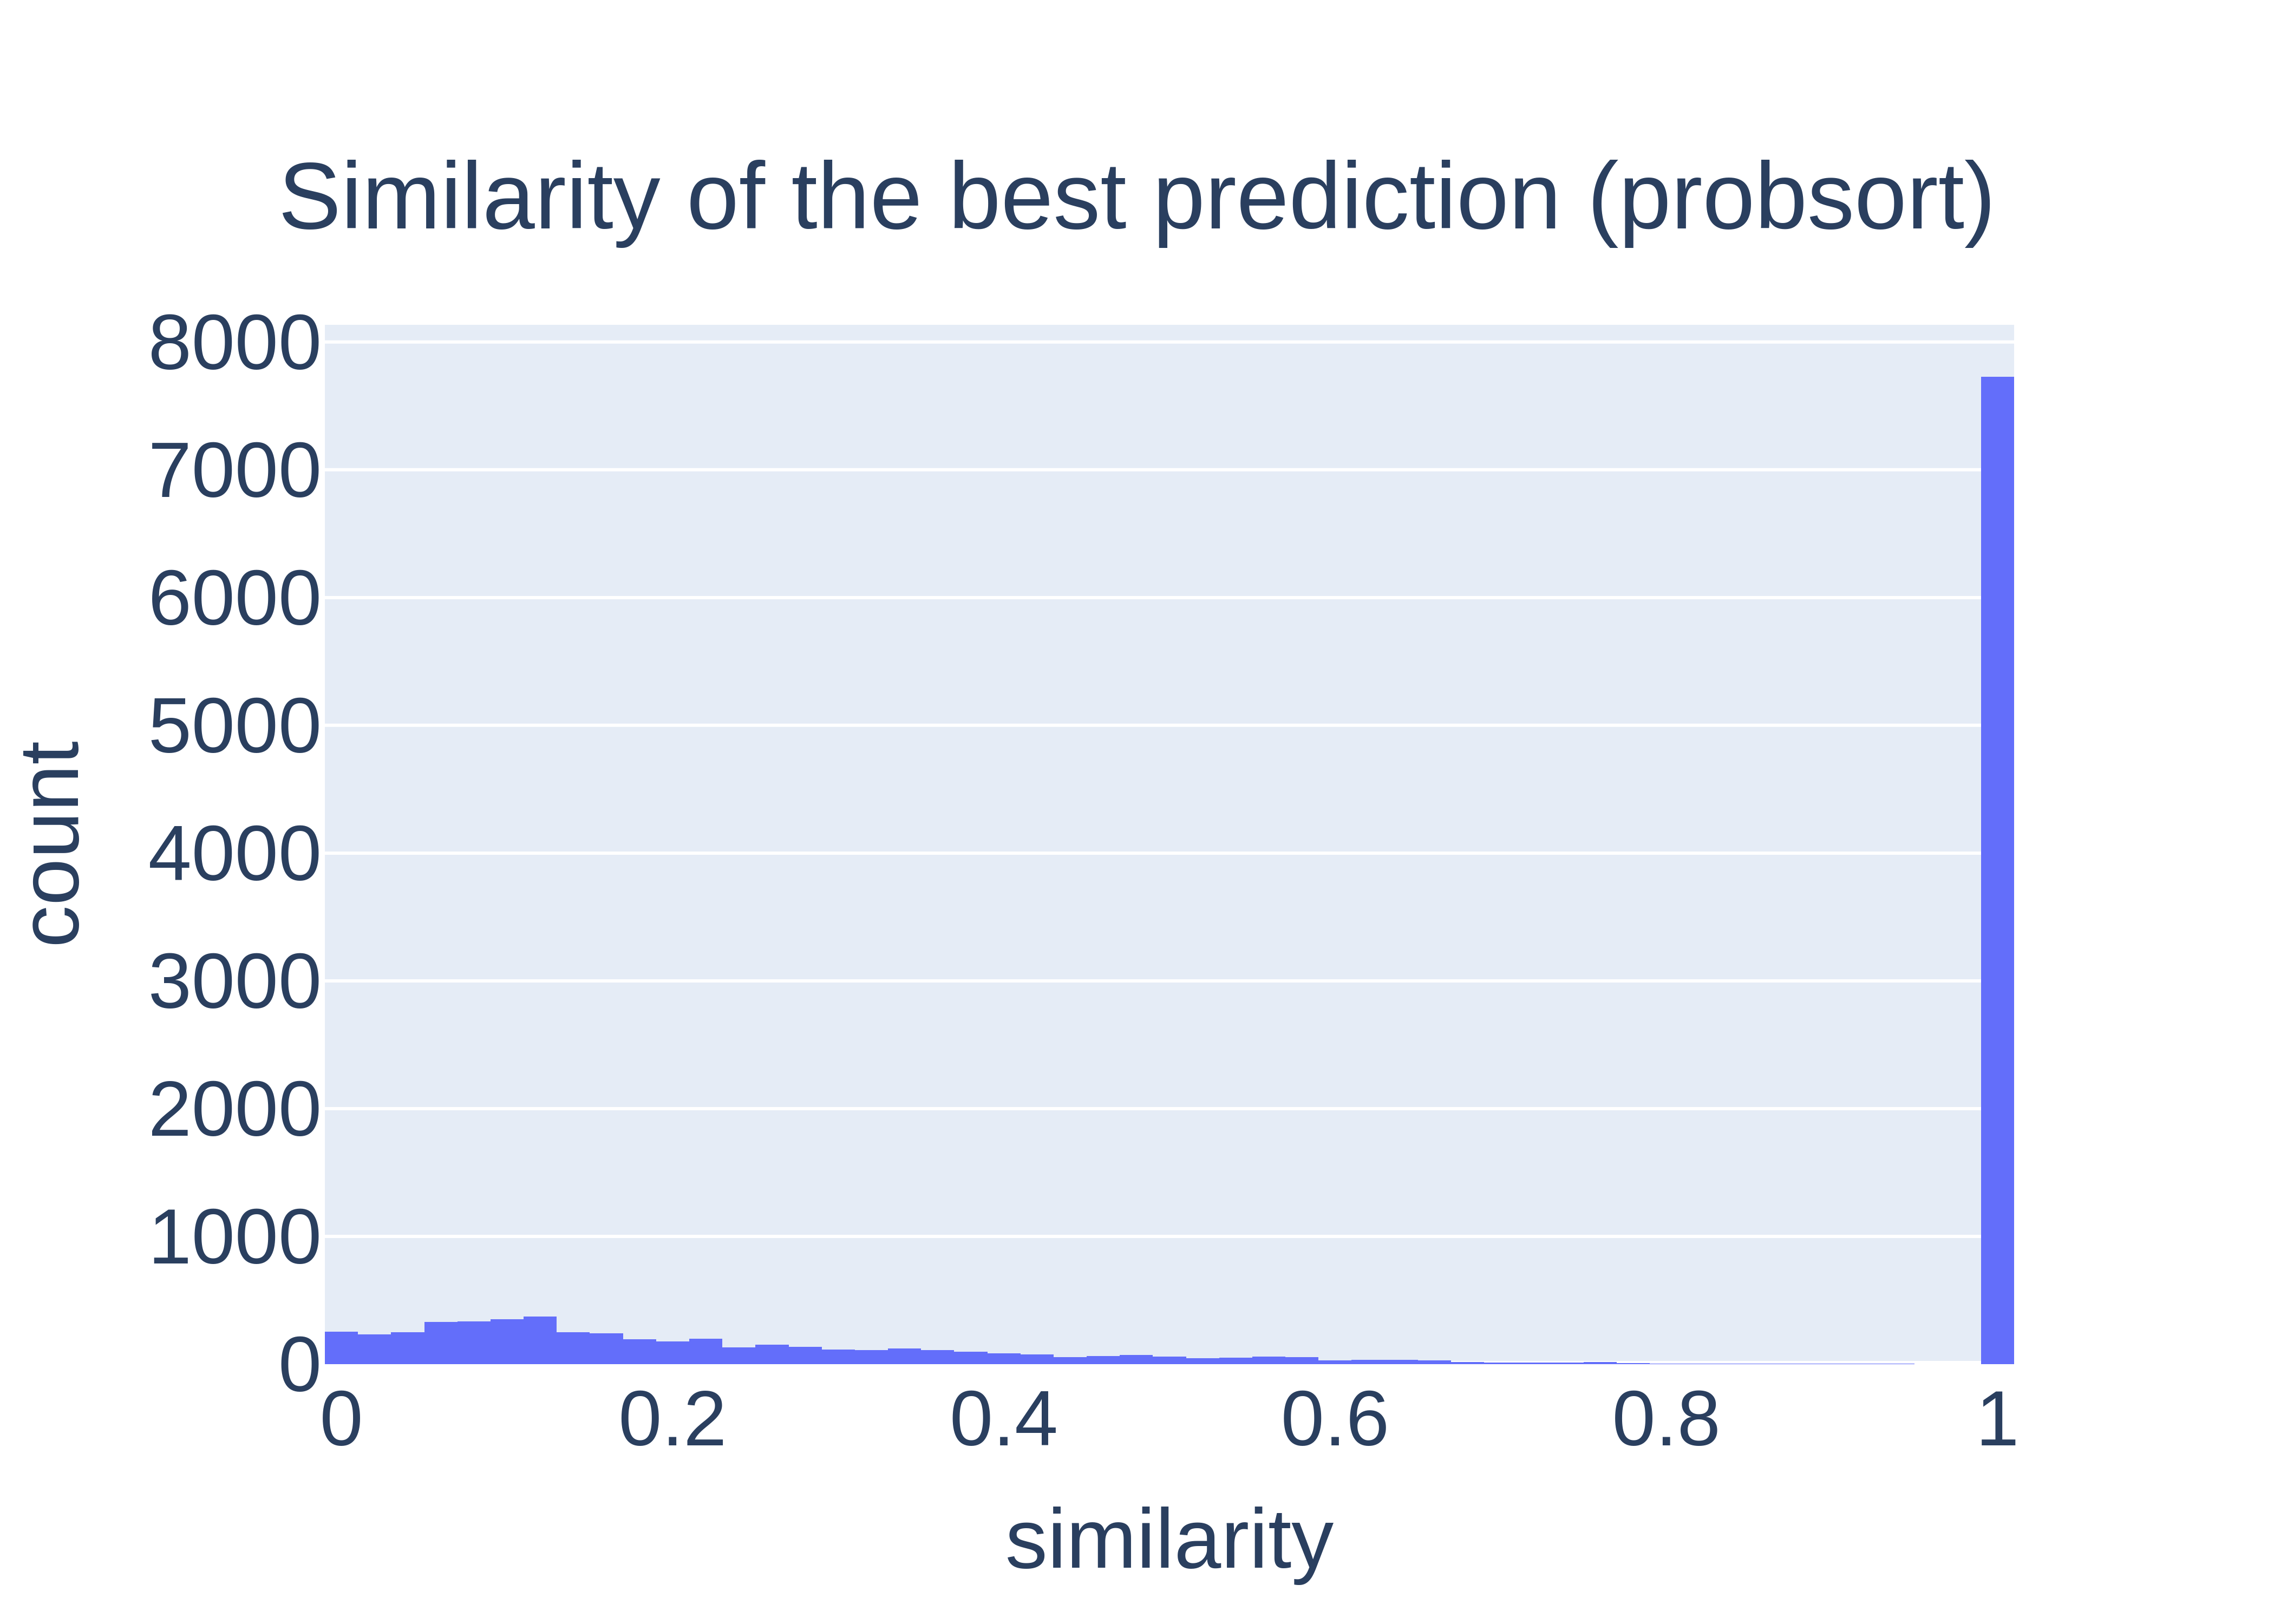 Similarity of the best prediction (probsort)
8000
7000
6000
5000
4000
3000
2000
1000
0
count
0 0.2 0.4 0.6 0.8 1
similarity